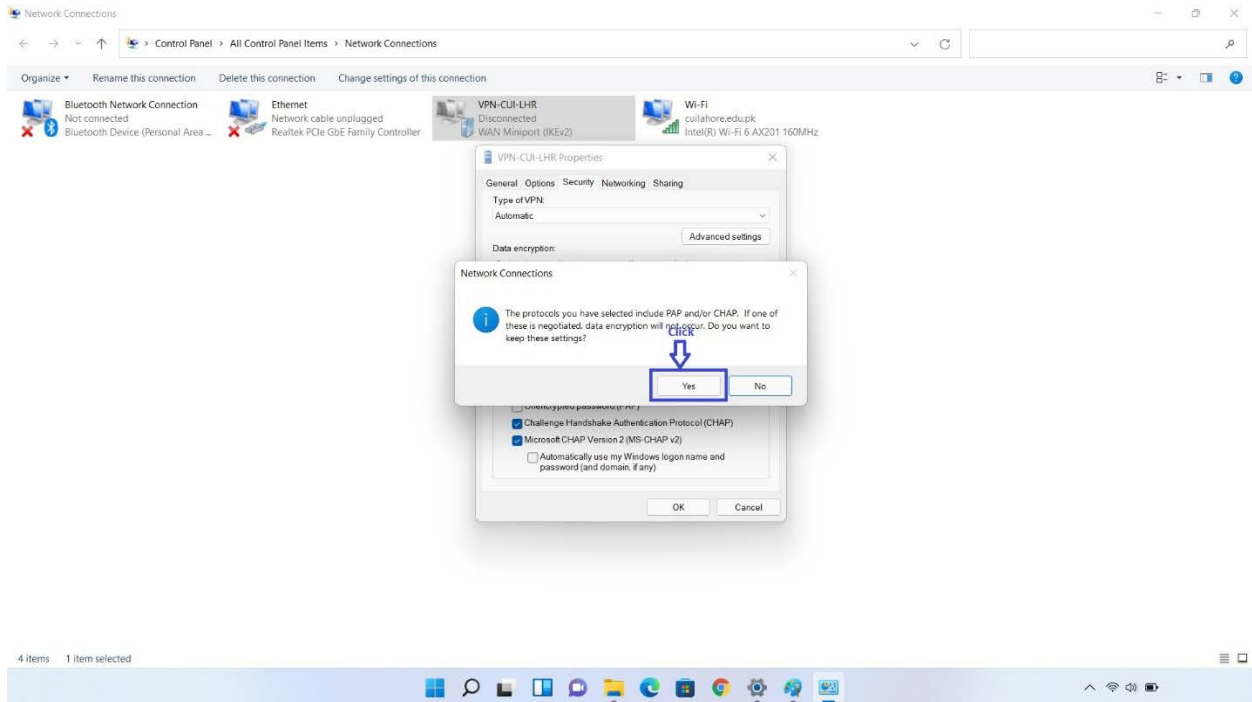 Network Connections
Control Panel > All Control Panel Items > Network Connections
Organize Rename this connection Delete this connection Change settings of this connection
Bluetooth Network Connection
Not connected
Bluetooth Device (Personal Area ...
Ethernet
Network cable unplugged
Realtek PCIe GbE Family Controller
VPN-CUI-LHR
Disconnected
WAN Miniport (IKEv2)
Wi-Fi
cuilahore.edu.pk
Intel(R) Wi-Fi 6 AX201 160MHz
VPN-CUI-LHR Properties
General Options Security Networking Sharing
Type of VPN:
Automatic
Advanced settings
Data encryption:
Network Connections
The protocols you have selected include PAP and/or CHAP. If one of
these is negotiated, data encryption will not occur. Do you want to
keep these settings?
Click
Yes No
Unencrypted password (PAP)
Challenge Handshake Authentication Protocol (CHAP)
Microsoft CHAP Version 2 (MS-CHAP v2)
Automatically use my Windows logon name and
password (and domain, if any)
OK Cancel
4 items 1 item selected